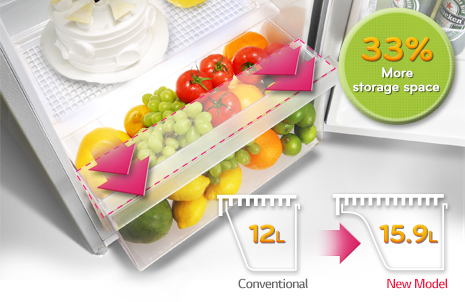 33%
More
storage space
12L
15.9L
Conventional
New Model